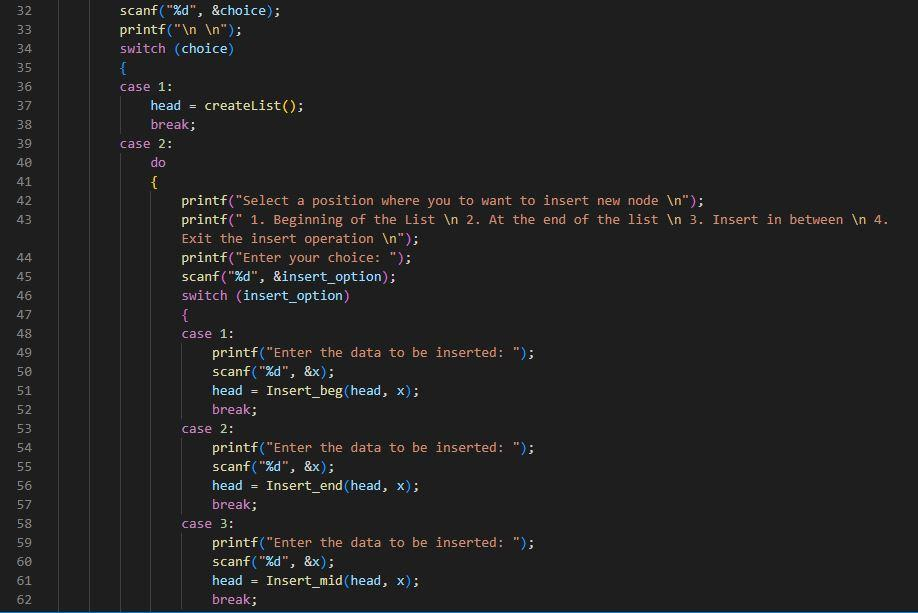 32 scanf("%d", &choice);
33 printf("\n \n");
34 switch (choice)
35 {
36 case 1:
37 head = createList();
38 break;
39 case 2:
40 do
41 {
42 printf("Select a position where you to want to insert new node \n");
43 printf(" 1. Beginning of the List \n 2. At the end of the list \n 3. Insert in between \n 4.
Exit the insert operation \n");
44 printf("Enter your choice: ");
45 scanf("%d", &insert_option);
46 switch (insert_option)
47 {
48 case 1:
49 printf("Enter the data to be inserted: ");
50 scanf("%d", &x);
51 head = Insert_beg(head, x);
52 break;
53 case 2:
54 printf("Enter the data to be inserted: ");
55 scanf("%d", &x);
56 head = Insert_end(head, x);
57 break;
58 case 3:
59 printf("Enter the data to be inserted: ");
60 scanf("%d", &x);
61 head = Insert_mid(head, x);
62 break;